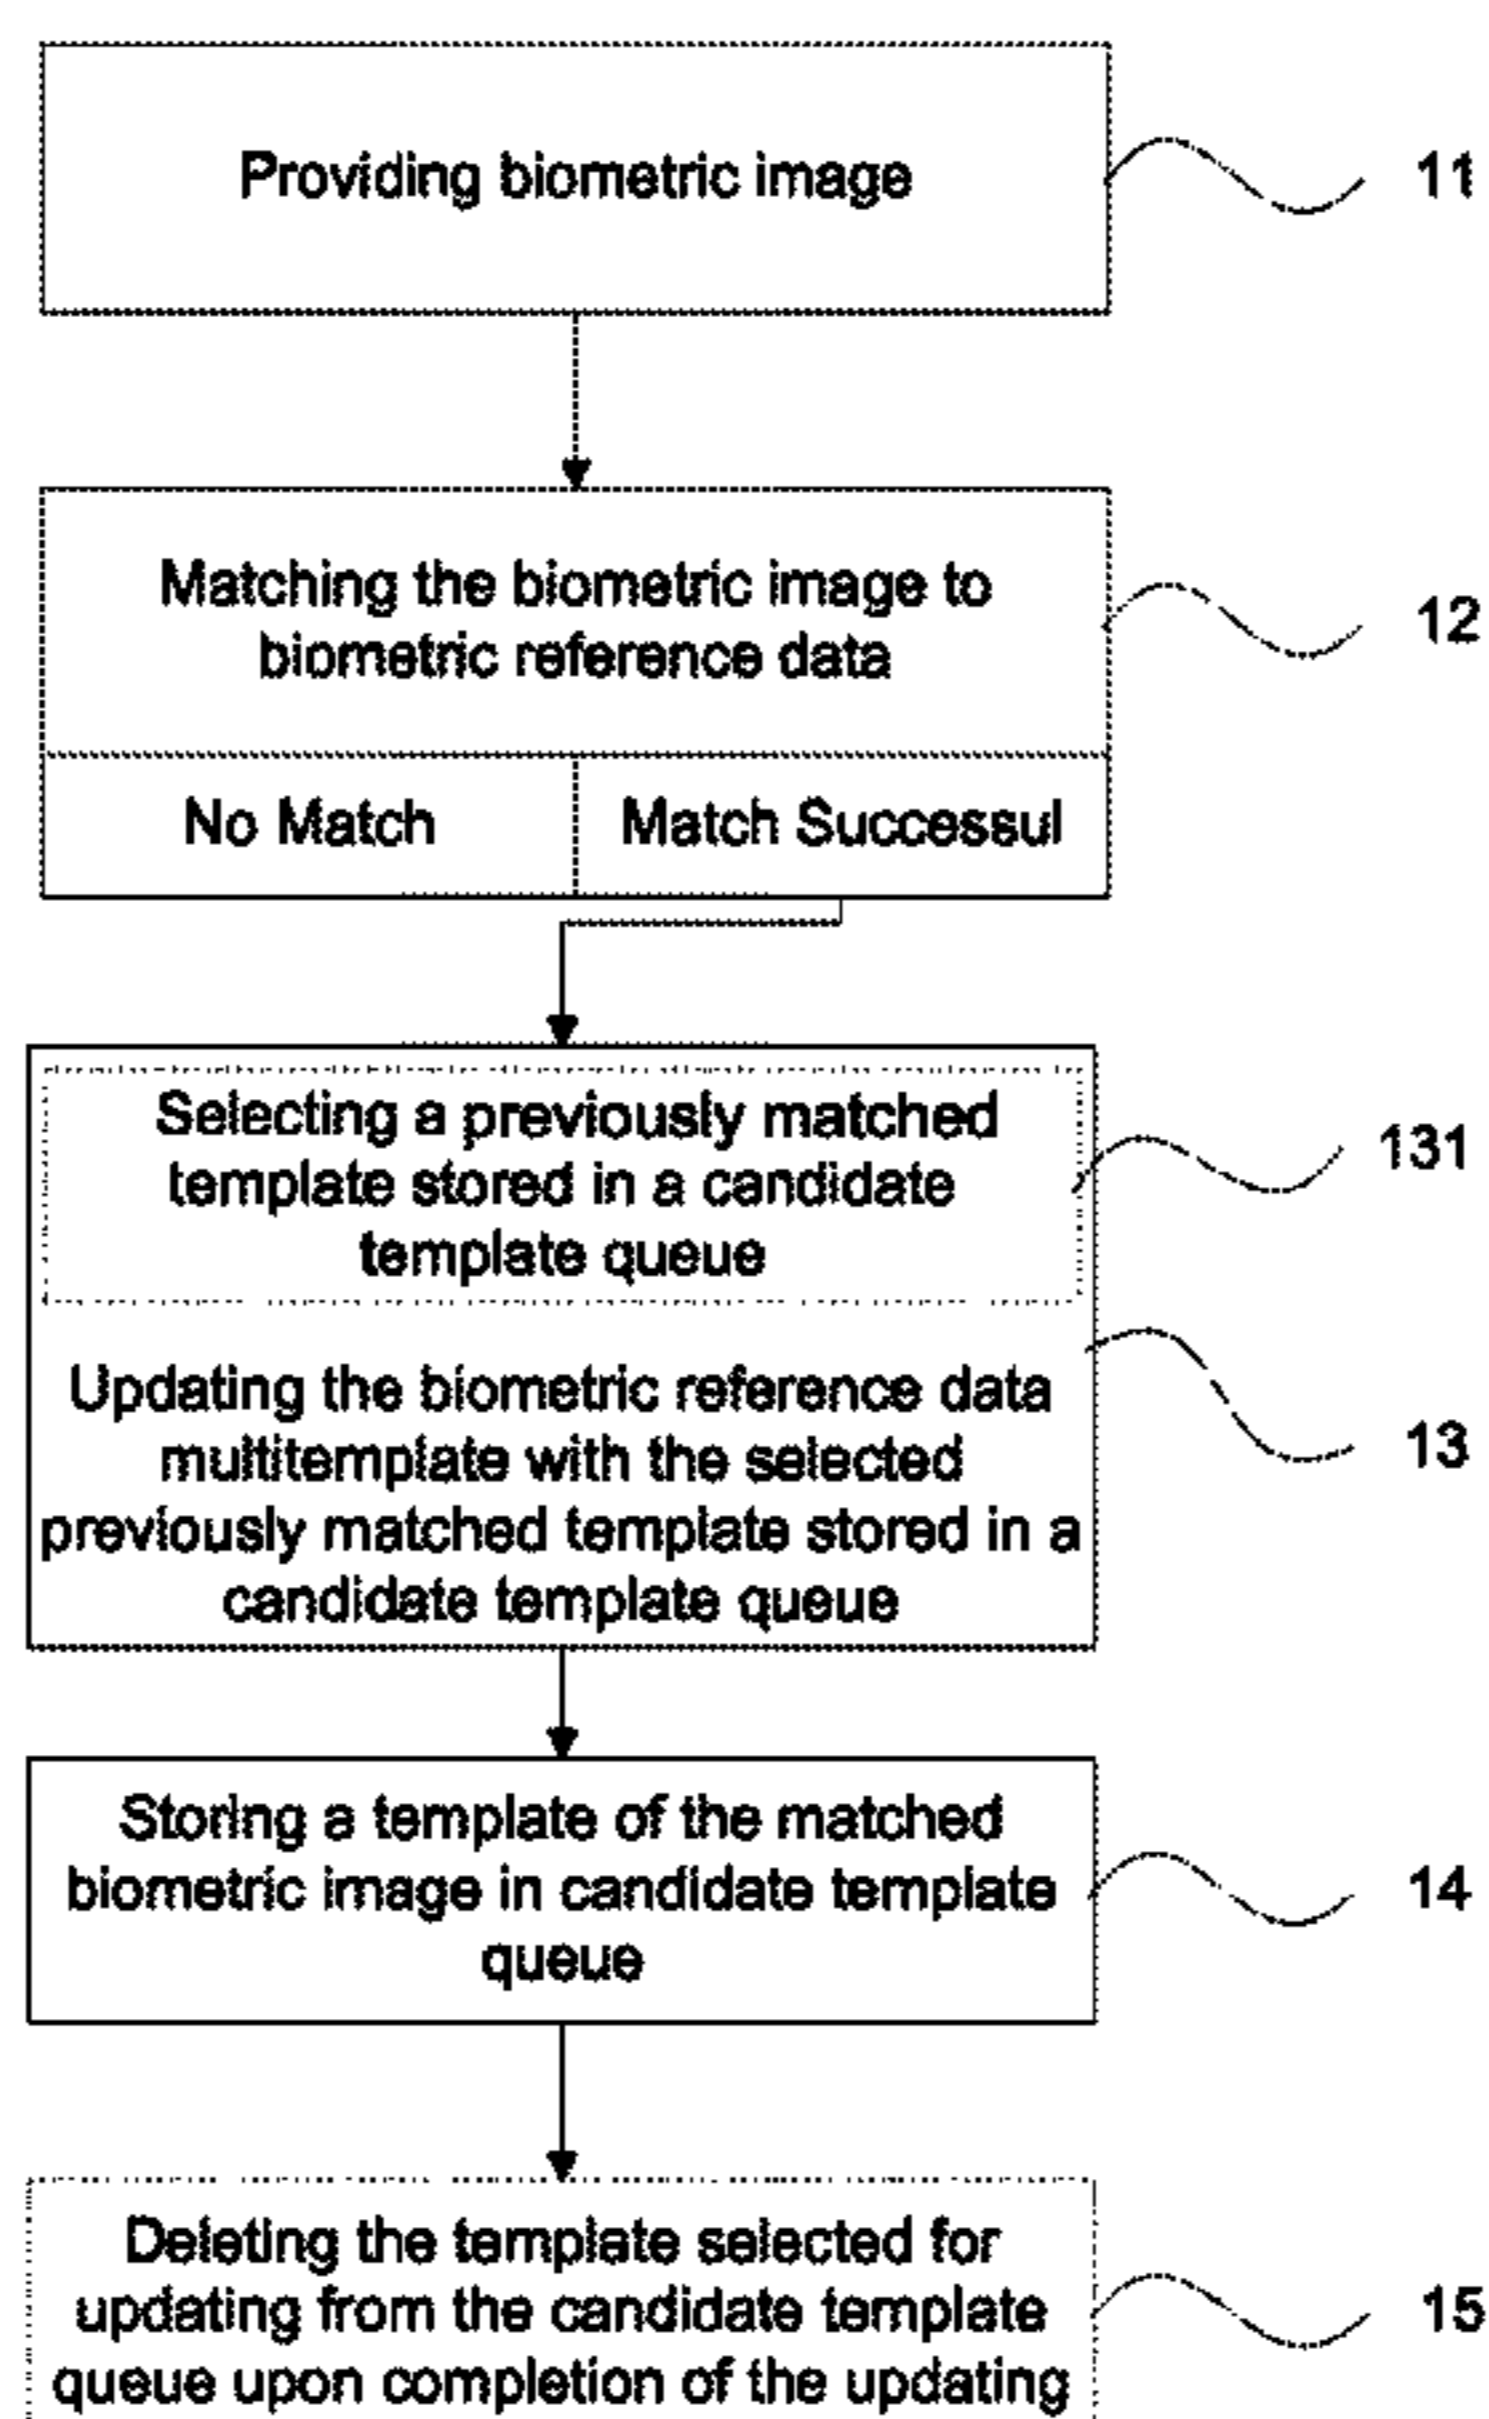 Providing biometric image
11
Matching the biometric image to
biometric reference data
12
No Match
Match Successul
Selecting a previously matched
template stored in a candidate
template queue
131
Updating the biometric reference data
multitemplate with the selected
previously matched template stored in a
candidate template queue
13
Storing a template of the matched
biometric image in candidate template
queue
14
Deleting the template selected for
updating from the candidate template
queue upon completion of the updating
15